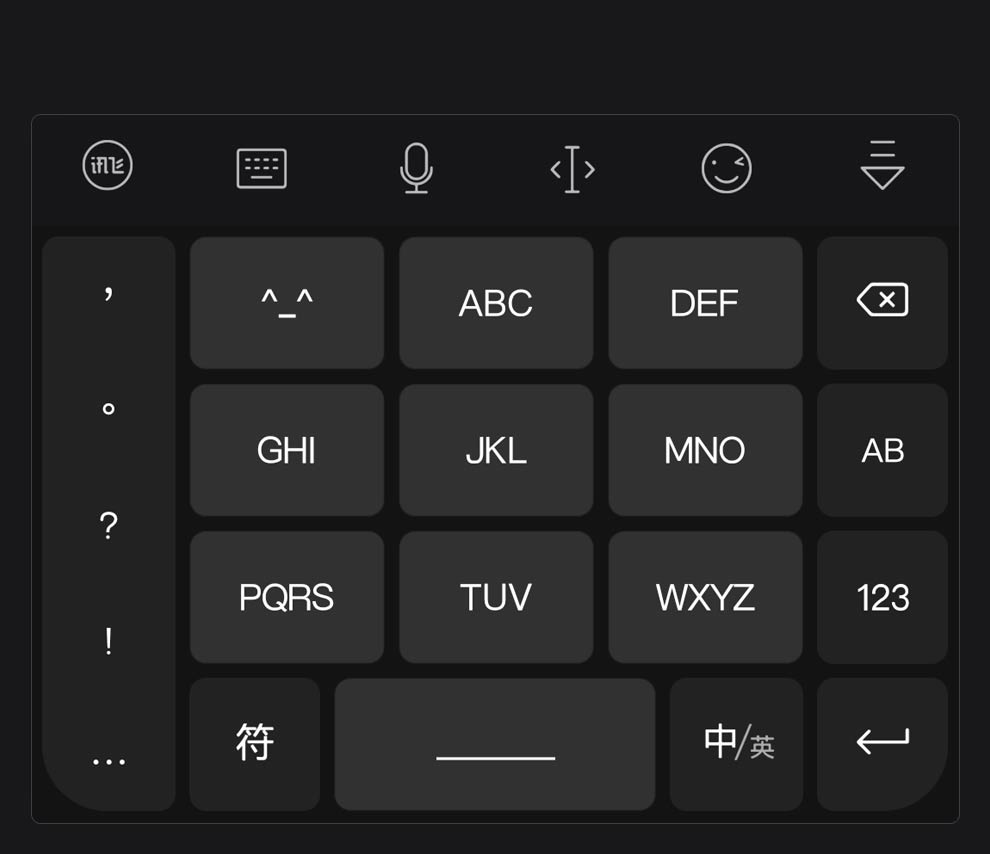 讯飞
,
^_^ ABC DEF
。
GHI JKL MNO AB
?
PQRS TUV WXYZ 123
!
符 中/英
...